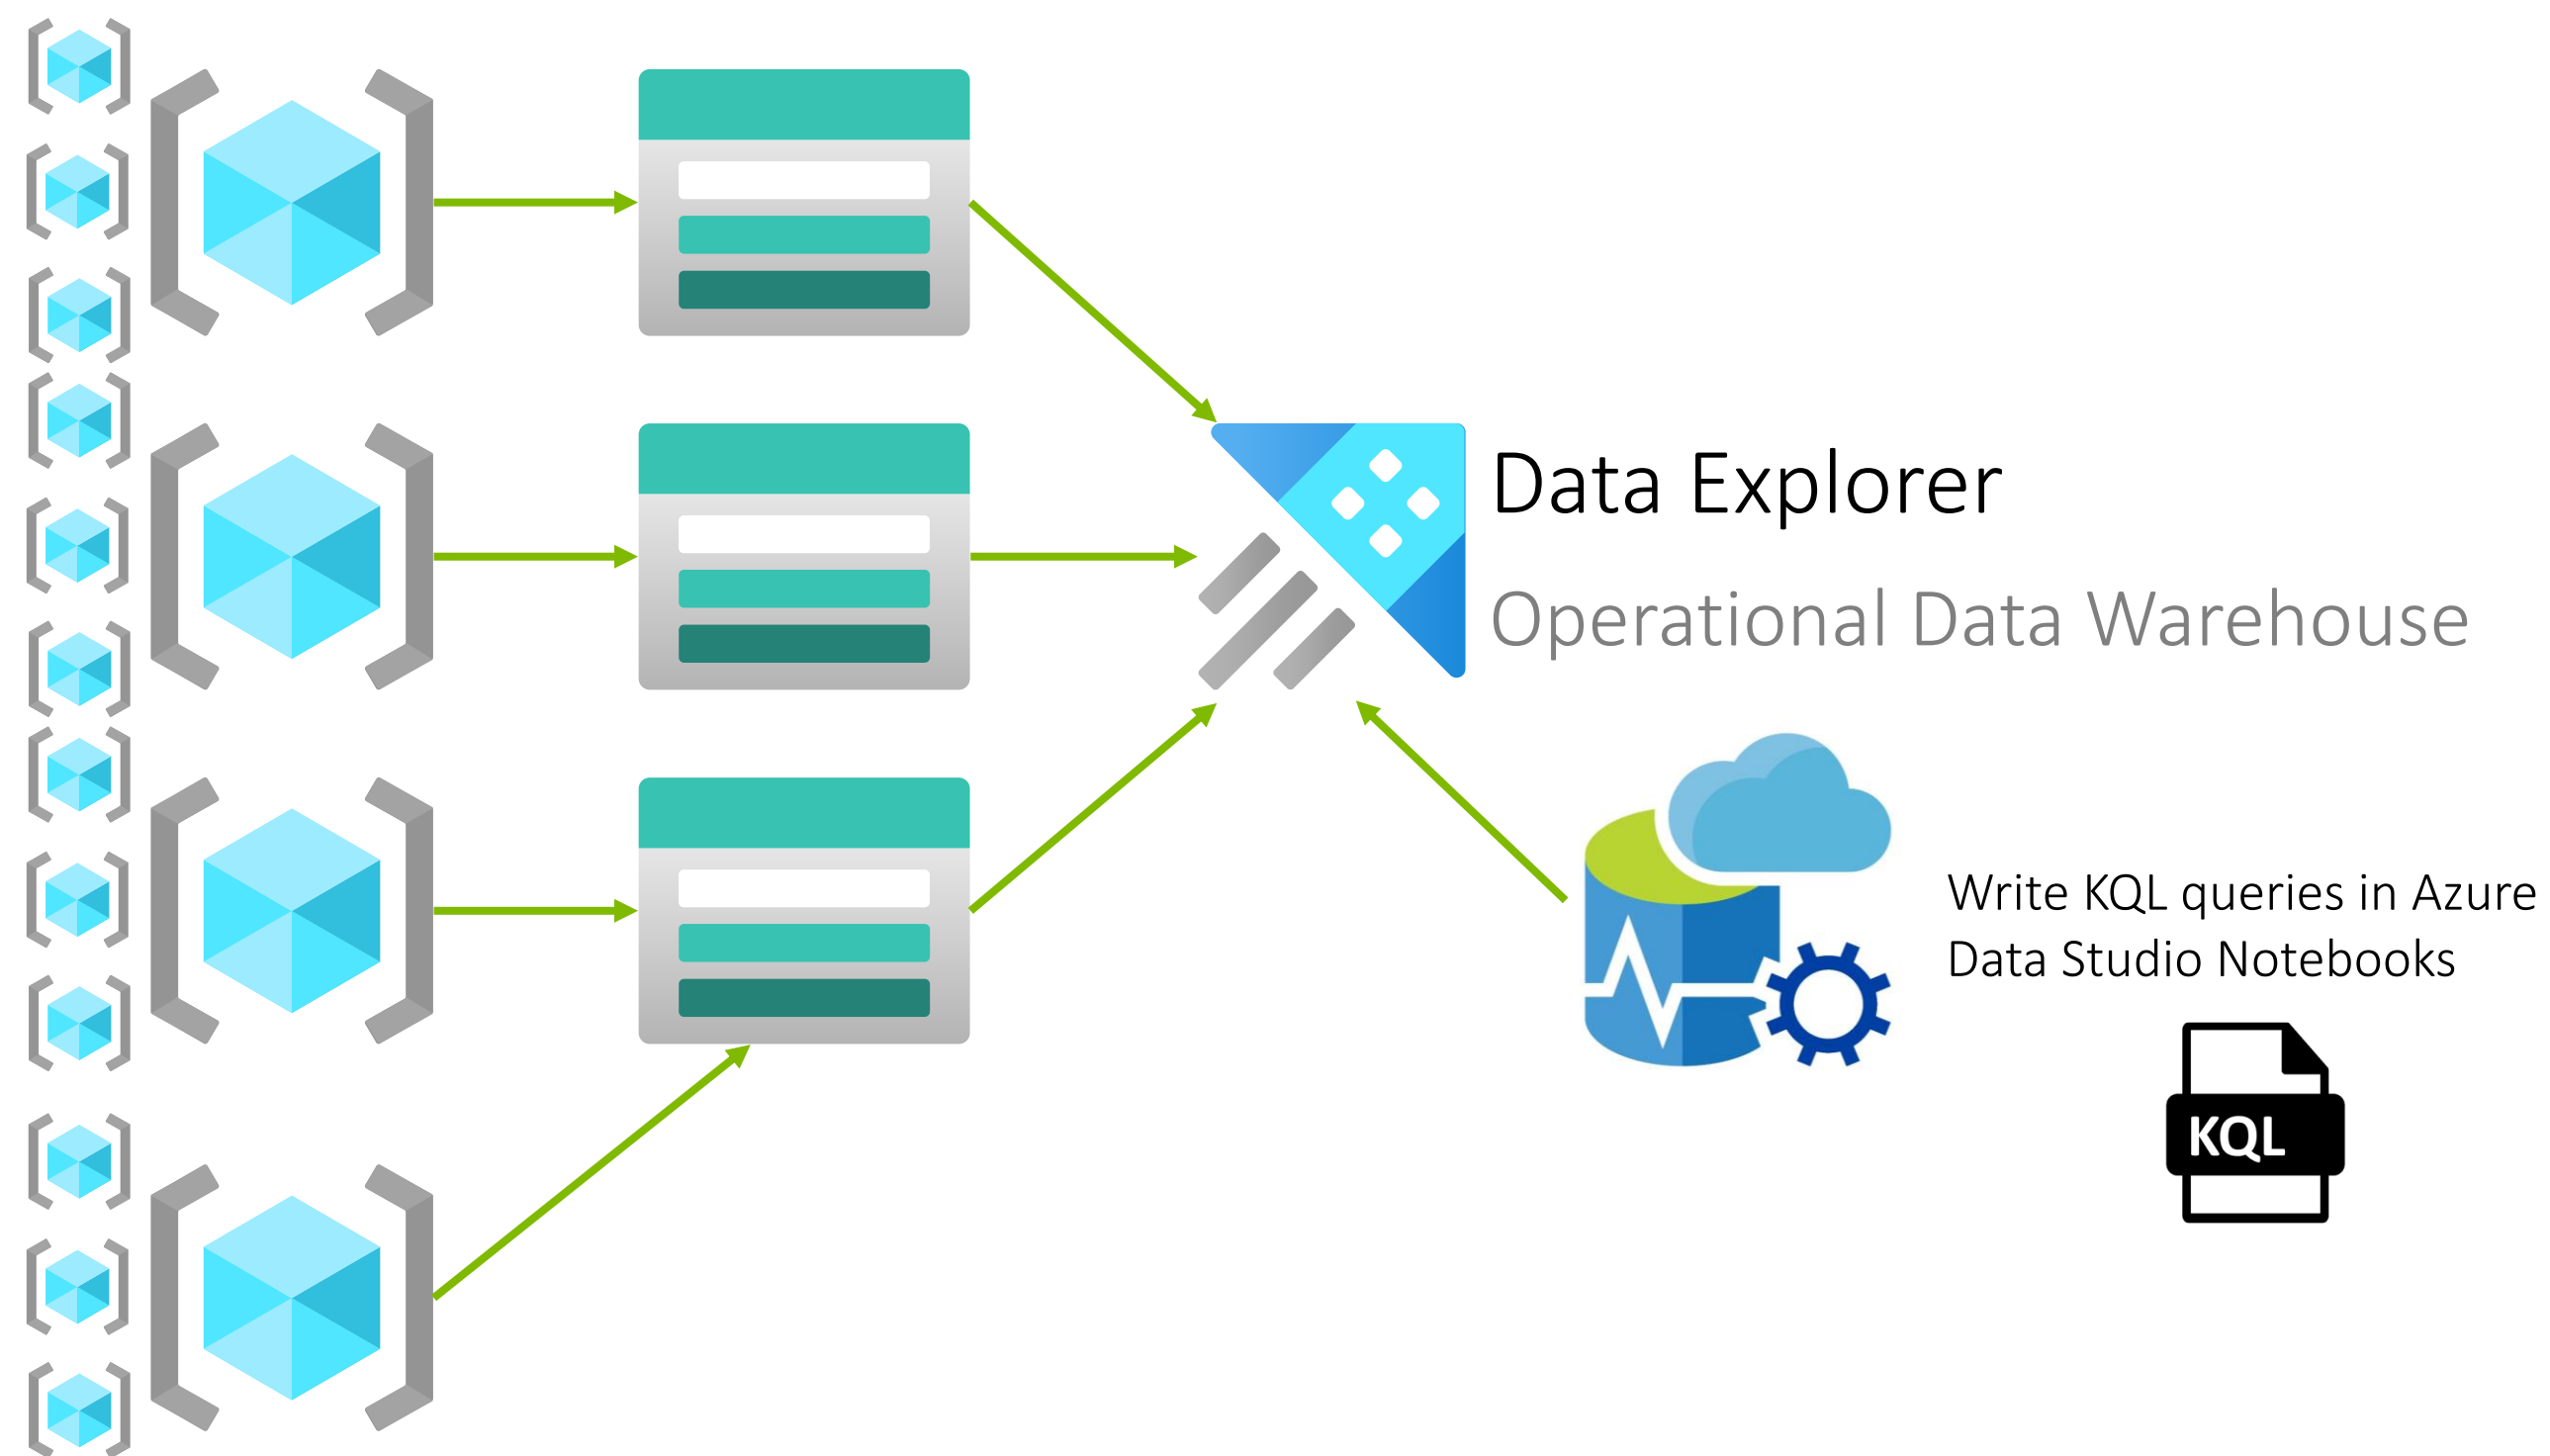 Data Explorer
Operational Data Warehouse
Write KQL queries in Azure
Data Studio Notebooks
KQL